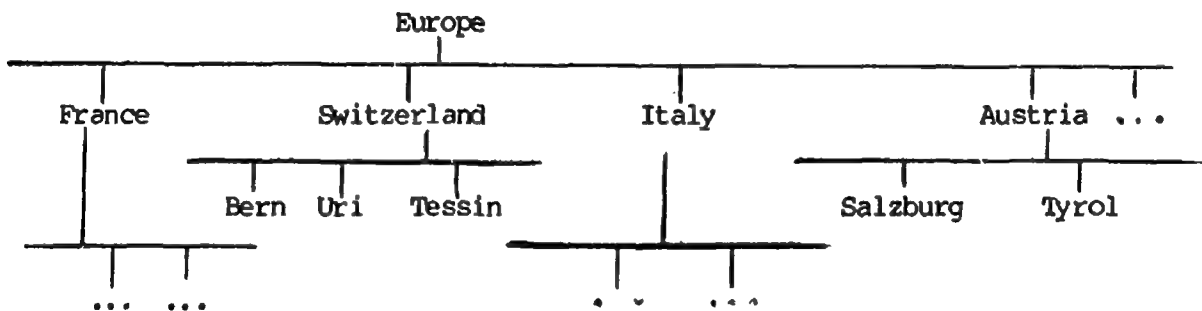 Europe
France Switzerland Italy Austria ...
Bern Uri Tessin Salzburg Tyrol
... ... ... ...